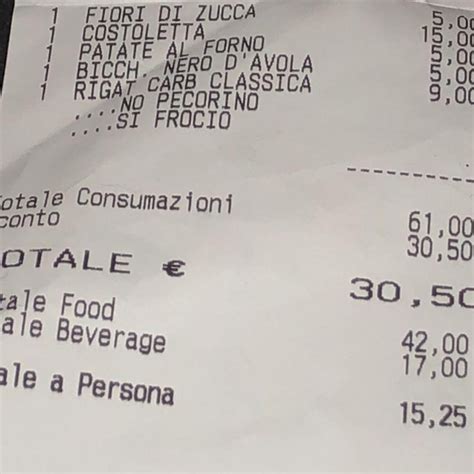 1 FIORI DI ZUCCA 5,00
1 COSTOLETTA 15,00
1 PATATE AL FORNO 5,00
1 BICCH. NERO D'AVOLA 5,00
1 RIGAT CARB CLASSICA 9,00
....NO PECORINO
....SI FROCIO
otale Consumazioni 61,00
conto 30,50
OTALE € 30,50
tale Food 42,00
ale Beverage 17,00
ale a Persona 15,25